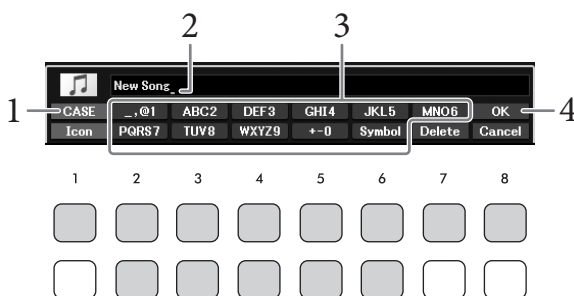 2 3
New Song_
1 CASE _,@1 ABC2 DEF3 GHI4 JKL5 MNO6 OK 4
Icon PQRS7 TUV8 WXYZ9 +-0 Symbol Delete Cancel
1 2 3 4 5 6 7 8